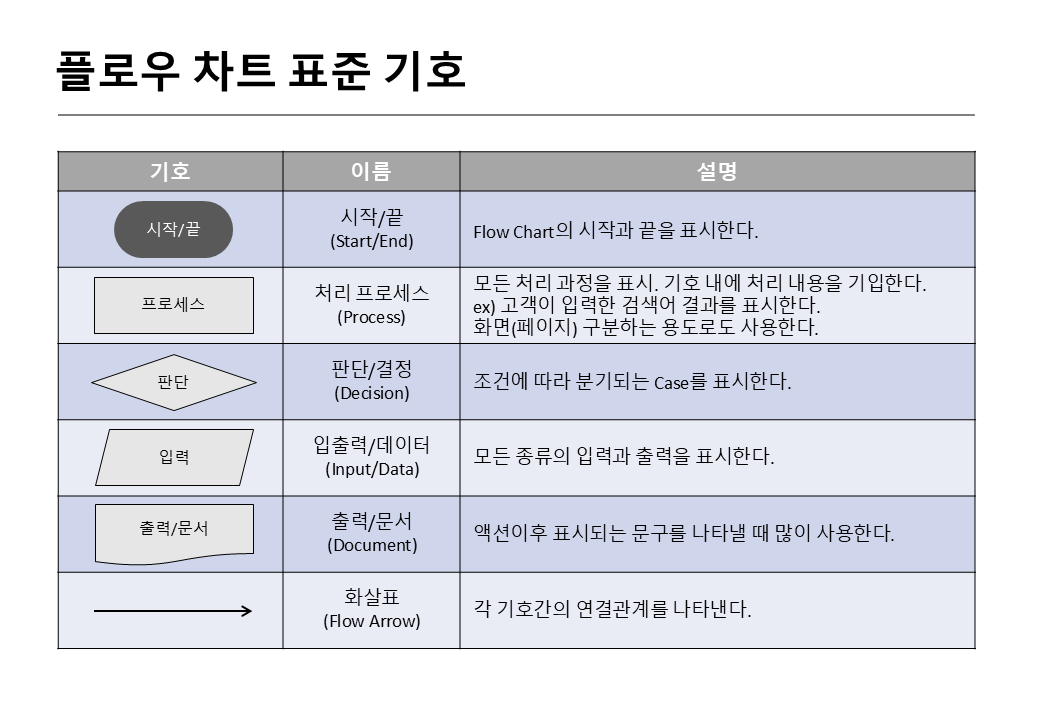 플로우 차트 표준 기호
기호 이름 설명
시작/끝
시작/끝
(Start/End)
Flow Chart의 시작과 끝을 표시한다.
프로세스
처리 프로세스
(Process)
모든 처리 과정을 표시. 기호 내에 처리 내용을 기입한다.
ex) 고객이 입력한 검색어 결과를 표시한다.
화면(페이지) 구분하는 용도로도 사용한다.
판단
판단/결정
(Decision)
조건에 따라 분기되는 Case를 표시한다.
입력
입출력/데이터
(Input/Data)
모든 종류의 입력과 출력을 표시한다.
출력/문서
출력/문서
(Document)
액션이후 표시되는 문구를 나타낼 때 많이 사용한다.
화살표
(Flow Arrow)
각 기호간의 연결관계를 나타낸다.